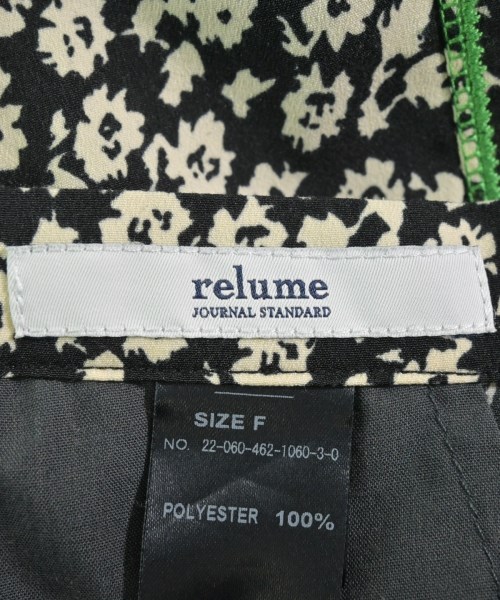 relume
JOURNAL STANDARD
SIZE F
NO. 22-060-462-1060-3-0
POLYESTER 100%